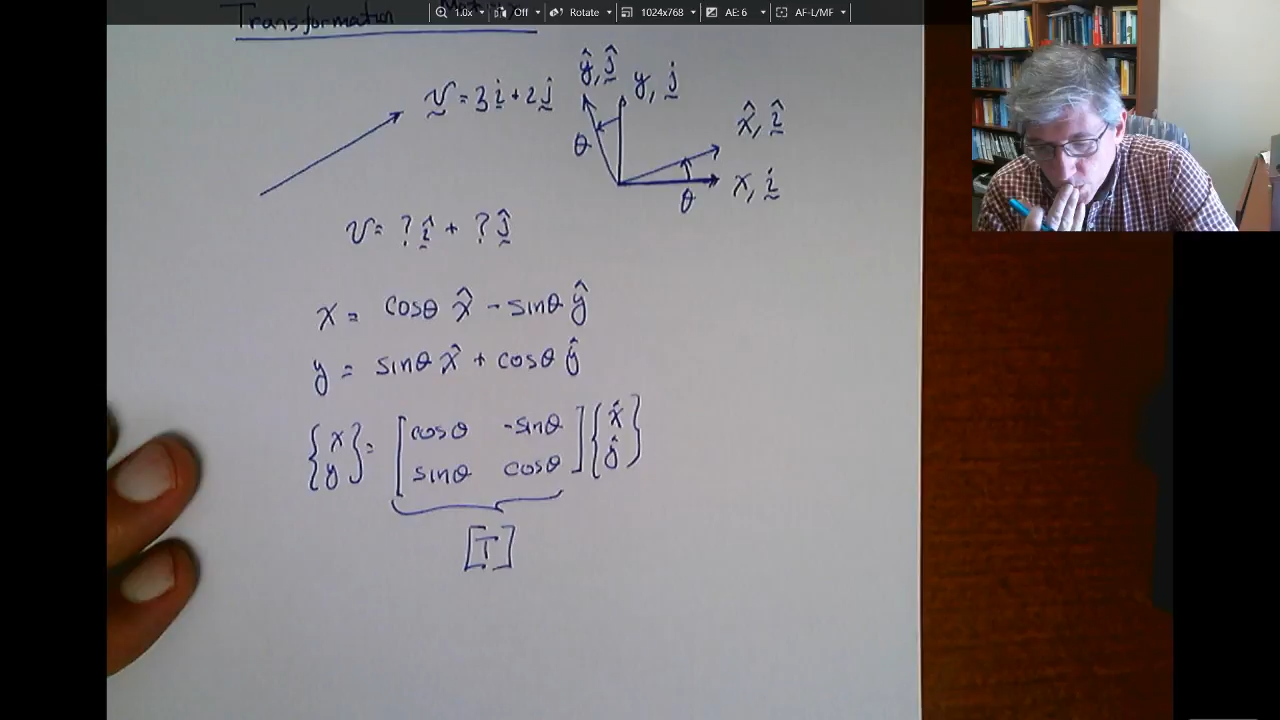 1.0x Off Rotate 1024x768 AE: 6 AF-L/MF
Transformation
v = 3i + 2j
ŷ, ĵ
y, j
x̂, î
θ
x, i
θ
v = ? î + ? ĵ
x = cosθ x̂ - sinθ ŷ
y = sinθ x̂ + cosθ ŷ
{x y} = [cosθ -sinθ
sinθ cosθ] {x̂ ŷ}
[T]